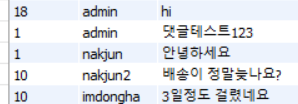 18 admin hi
1 admin 댓글테스트123
1 nakjun 안녕하세요
10 nakjun2 배송이 정말늦나요?
10 imdongha 3일정도 걸렸네요